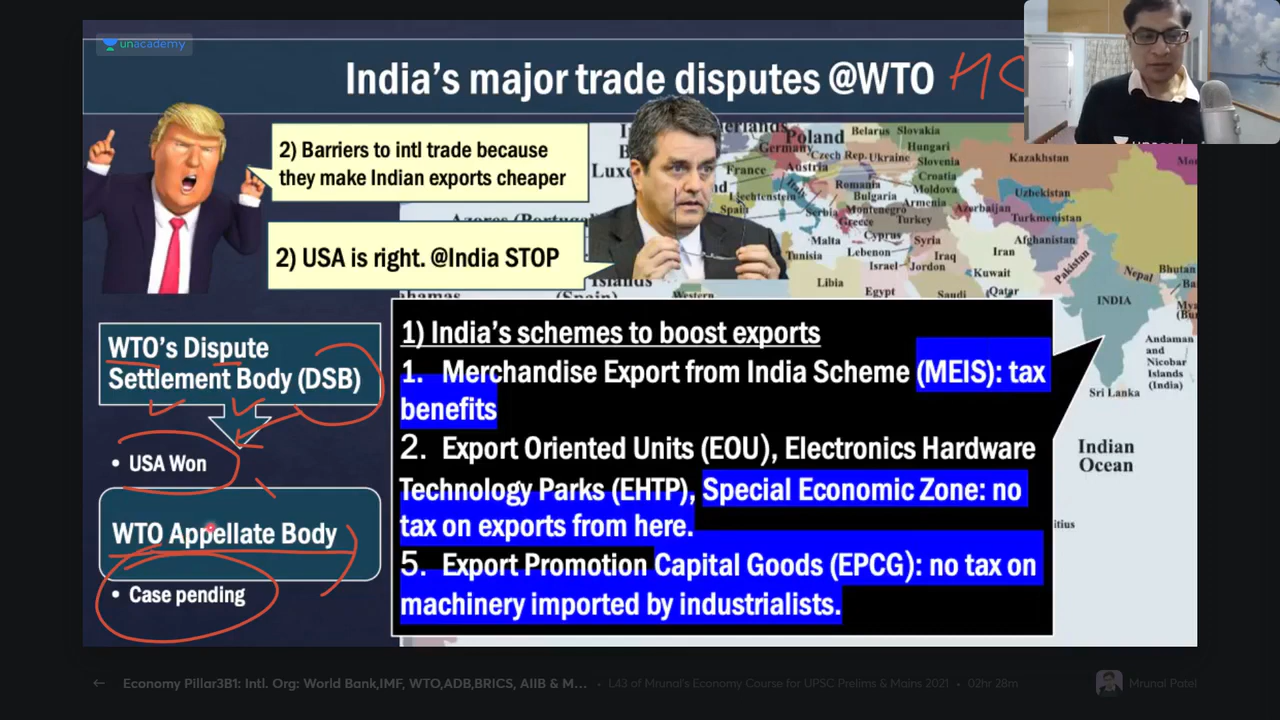 unacademy
India's major trade disputes @WTO
2) Barriers to intl trade because
they make Indian exports cheaper
2) USA is right. @India STOP
WTO's Dispute
Settlement Body (DSB)
• USA Won
WTO Appellate Body
• Case pending
1) India's schemes to boost exports
1. Merchandise Export from India Scheme (MEIS): tax
benefits
2. Export Oriented Units (EOU), Electronics Hardware
Technology Parks (EHTP), Special Economic Zone: no
tax on exports from here.
5. Export Promotion Capital Goods (EPCG): no tax on
machinery imported by industrialists.
Poland
Belarus
Slovakia
Germany
Hungary
Czech Rep.
Ukraine
Slovenia
Kazakhstan
Austria
France
Croatia
Romania
Moldova
Uzbekistan
Liechtenstein
Italy
Bulgaria
Armenia
Spain
Serbia
Montenegro
Azerbaijan
Turkmenistan
Greece
Turkey
Malta
Cyprus
Syria
Afghanistan
Tunisia
Lebanon
Iraq
Iran
Israel
Jordan
Pakistan
Kuwait
Nepal
Bhutan
Libya
Egypt
Saudi
Qatar
Islands
(Spain)
Western
INDIA
Andaman
and
Nicobar
Islands
(India)
Sri Lanka
Indian
Ocean
← Economy Pillar3B1: Intl. Org: World Bank,IMF, WTO,ADB,BRICS, AIIB & M... • L43 of Mrunal's Economy Course for UPSC Prelims & Mains 2021 • 02hr 28m
Mrunal Patel